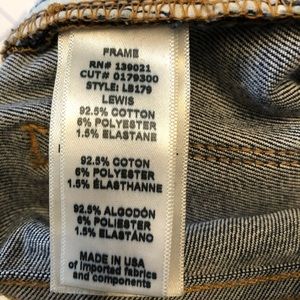 FRAME
RN# 139021
CUT# 0179300
STYLE: LS179
LEWIS
92.5% COTTON
6% POLYESTER
1.5% ELASTANE
92.5% COTON
6% POLYESTER
1.5% ÉLASTHANNE
92.5% ALGODÓN
6% POLIESTER
1.5% ELASTÁNO
MADE IN USA
of imported fabrics
and components